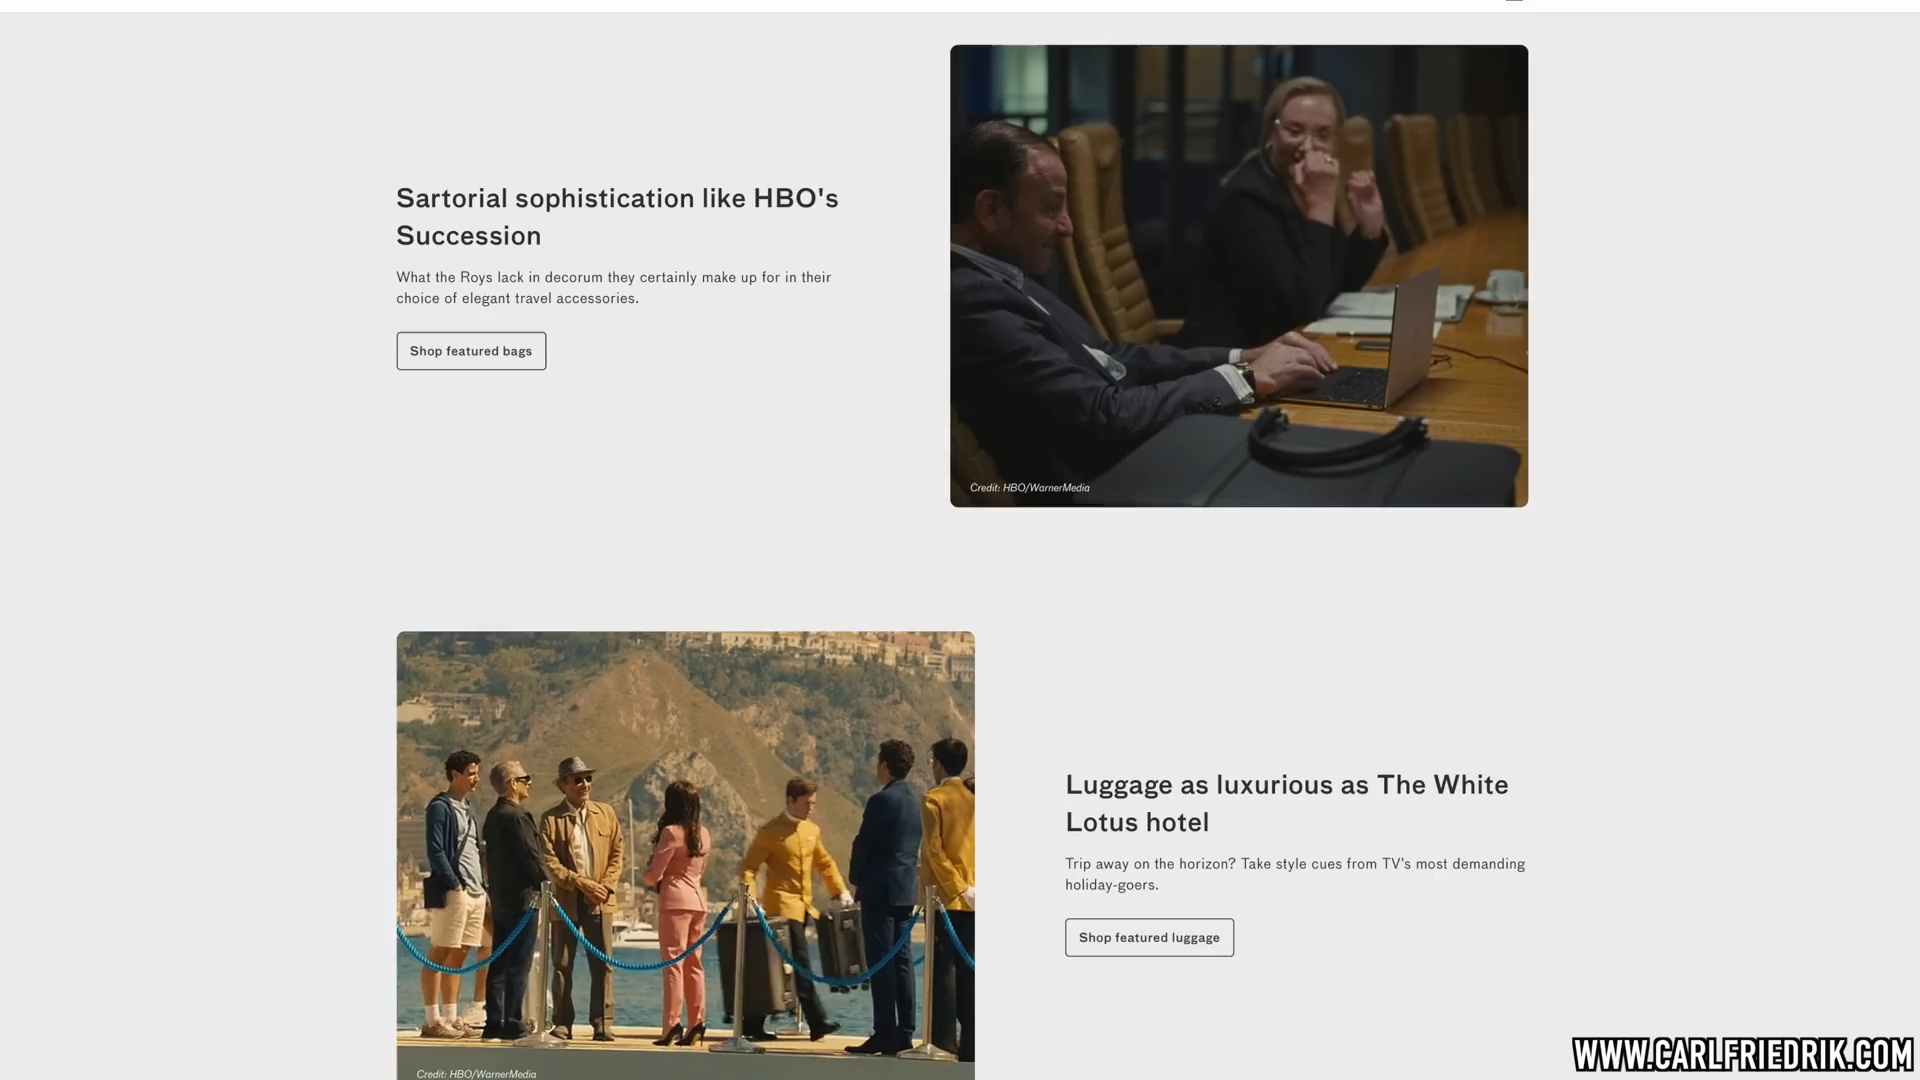 Sartorial sophistication like HBO's
Succession
What the Roys lack in decorum they certainly make up for in their
choice of elegant travel accessories.
Shop featured bags
Credit: HBO/WarnerMedia
Luggage as luxurious as The White
Lotus hotel
Trip away on the horizon? Take style cues from TV's most demanding
holiday-goers.
Shop featured luggage
Credit: HBO/WarnerMedia
WWW.CARLFRIEDRIK.COM